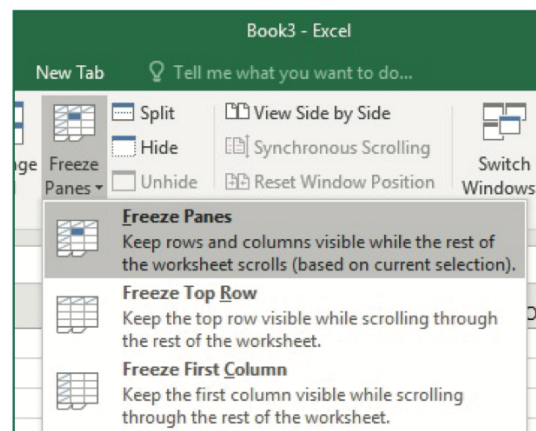 Book3 - Excel
New Tab
Tell me what you want to do...
Freeze Panes
Split
Hide
Unhide
View Side by Side
Synchronous Scrolling
Reset Window Position
Switch Windows
Freeze Panes
Keep rows and columns visible while the rest of
the worksheet scrolls (based on current selection).
Freeze Top Row
Keep the top row visible while scrolling through
the rest of the worksheet.
Freeze First Column
Keep the first column visible while scrolling
through the rest of the worksheet.